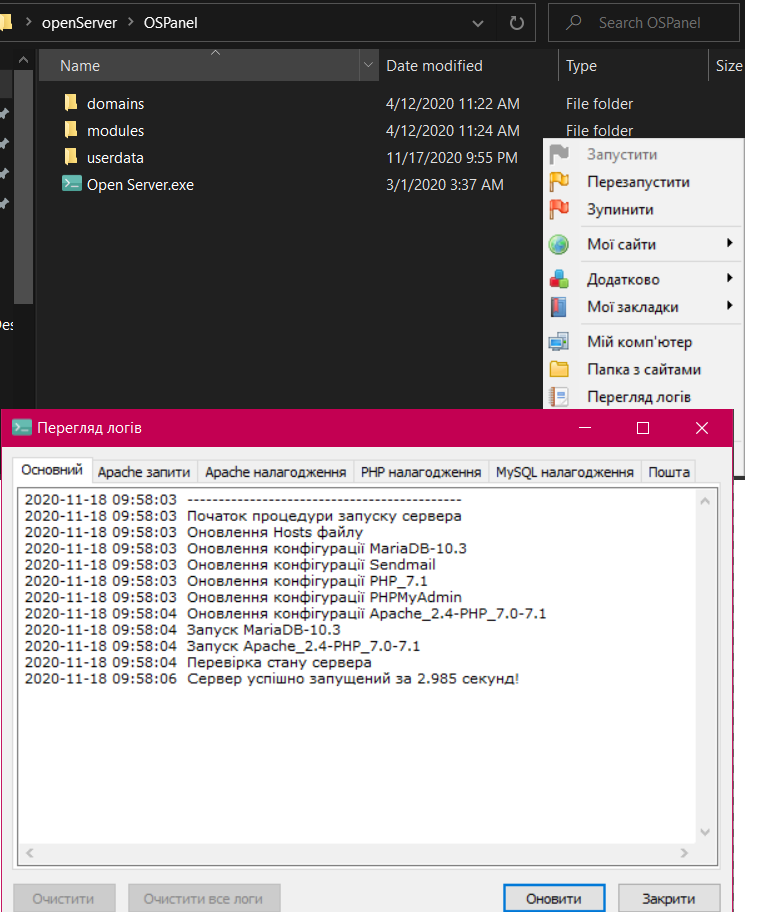 openServer > OSPanel
Search OSPanel
Name Date modified Type Size
domains 4/12/2020 11:22 AM File folder
modules 4/12/2020 11:24 AM File folder
userdata 11/17/2020 9:55 PM
Open Server.exe 3/1/2020 3:37 AM
Запустити
Перезапустити
Зупинити
Мої сайти
Додатково
Мої закладки
Мій комп'ютер
Папка з сайтами
Перегляд логів
Перегляд логів
Основний Apache запити Apache налагодження PHP налагодження MySQL налагодження Пошта
2020-11-18 09:58:03 --------------------------------------------
2020-11-18 09:58:03 Початок процедури запуску сервера
2020-11-18 09:58:03 Оновлення Hosts файлу
2020-11-18 09:58:03 Оновлення конфігурації MariaDB-10.3
2020-11-18 09:58:03 Оновлення конфігурації Sendmail
2020-11-18 09:58:03 Оновлення конфігурації PHP_7.1
2020-11-18 09:58:03 Оновлення конфігурації PHPMyAdmin
2020-11-18 09:58:04 Оновлення конфігурації Apache_2.4-PHP_7.0-7.1
2020-11-18 09:58:04 Запуск MariaDB-10.3
2020-11-18 09:58:04 Запуск Apache_2.4-PHP_7.0-7.1
2020-11-18 09:58:04 Перевірка стану сервера
2020-11-18 09:58:06 Сервер успішно запущений за 2.985 секунд!
Очистити Очистити все логи Оновити Закрити